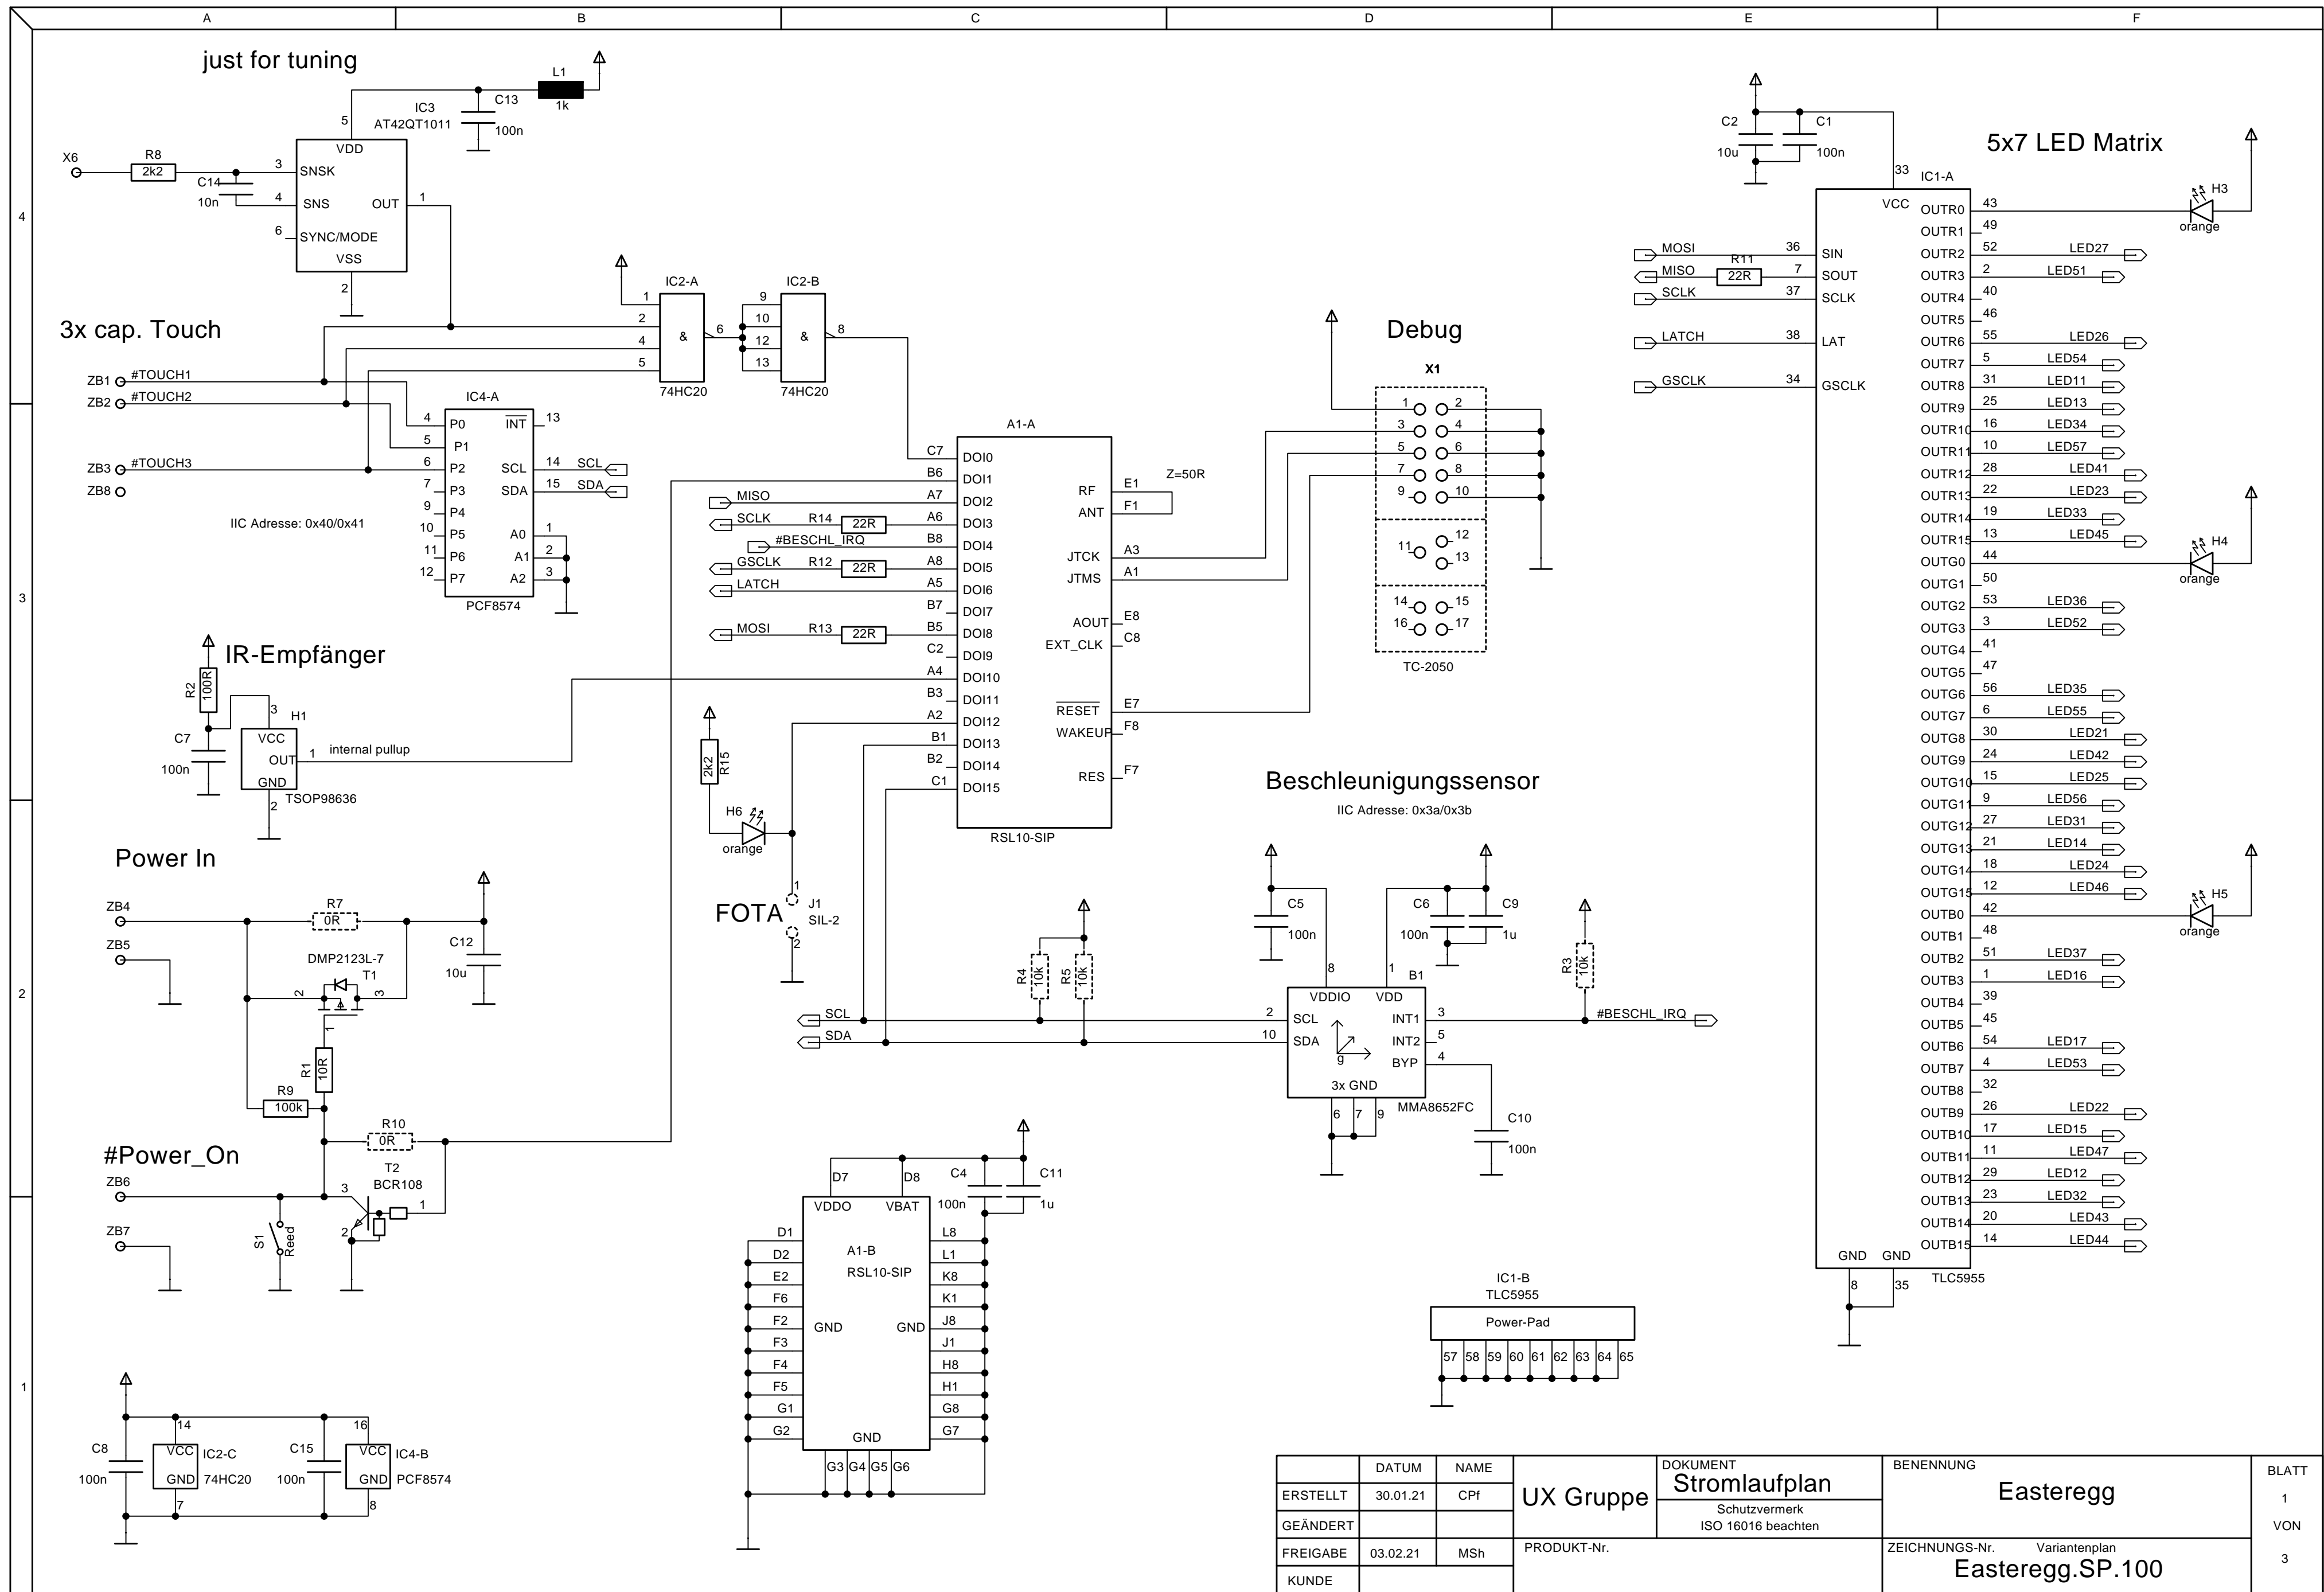 A B C D E F
4
3
2
1
just for tuning
L1
1k
C13
100n
IC3
AT42QT1011
5
VDD
X6
R8
2k2
3
SNSK
C14
10n
4
SNS
OUT
1
6
SYNC/MODE
VSS
2
3x cap. Touch
ZB1
#TOUCH1
ZB2
#TOUCH2
ZB3
#TOUCH3
ZB8
IIC Adresse: 0x40/0x41
IC2-A
1
2
4
5
&
6
74HC20
IC2-B
9
10
12
13
&
8
74HC20
IC4-A
4 P0 INT 13
5 P1
6 P2 SCL 14 SCL
7 P3 SDA 15 SDA
9 P4
10 P5 A0 1
11 P6 A1 2
12 P7 A2 3
PCF8574
IR-Empfänger
R2
100R
C7
100n
3
H1
VCC
OUT
1
internal pullup
GND
2
TSOP98636
Power In
ZB4
ZB5
R7
0R
DMP2123L-7
T1
2
3
1
C12
10u
R1
10R
R9
100k
R10
0R
#Power_On
ZB6
ZB7
T2
BCR108
3
1
2
S1
Reed
C8
100n
14
VCC
GND
7
IC2-C
74HC20
C15
100n
16
VCC
GND
8
IC4-B
PCF8574
A1-A
C7 DOI0
B6 DOI1
MISO A7 DOI2
SCLK R14 22R A6 DOI3
#BESCHL_IRQ B8 DOI4
GSCLK R12 22R A8 DOI5
LATCH A5 DOI6
B7 DOI7
MOSI R13 22R B5 DOI8
C2 DOI9
A4 DOI10
B3 DOI11
A2 DOI12
B1 DOI13
B2 DOI14
C1 DOI15
RF E1
Z=50R
ANT F1
JTCK A3
JTMS A1
AOUT E8
EXT_CLK C8
RESET E7
WAKEUP F8
RES F7
RSL10-SIP
R15
2k2
H6
orange
FOTA
1
J1
SIL-2
2
Debug
X1
1 2
3 4
5 6
7 8
9 10
11 12
13
14 15
16 17
TC-2050
Beschleunigungssensor
IIC Adresse: 0x3a/0x3b
C5
100n
C6
100n
C9
1u
R4
10k
R5
10k
R3
10k
SCL
SDA
8
VDDIO
1
VDD
B1
2 SCL INT1 3 #BESCHL_IRQ
10 SDA INT2 5
g
BYP 4
3x GND
6 7 9
MMA8652FC
C10
100n
D7
VDDO
D8
VBAT
C4
100n
C11
1u
A1-B
RSL10-SIP
D1 L8
D2 L1
E2 K8
F6 K1
F2 GND GND J8
F3 J1
F4 H8
F5 H1
G1 G8
G2 G7
GND
G3 G4 G5 G6
IC1-B
TLC5955
Power-Pad
57 58 59 60 61 62 63 64 65
5x7 LED Matrix
C2
10u
C1
100n
33
IC1-A
VCC
MOSI 36 SIN
MISO R11 22R 7 SOUT
SCLK 37 SCLK
LATCH 38 LAT
GSCLK 34 GSCLK
OUTR0 43 H3 orange
OUTR1 49
OUTR2 52 LED27
OUTR3 2 LED51
OUTR4 40
OUTR5 46
OUTR6 55 LED26
OUTR7 5 LED54
OUTR8 31 LED11
OUTR9 25 LED13
OUTR10 16 LED34
OUTR11 10 LED57
OUTR12 28 LED41
OUTR13 22 LED23
OUTR14 19 LED33
OUTR15 13 LED45
OUTG0 44 H4 orange
OUTG1 50
OUTG2 53 LED36
OUTG3 3 LED52
OUTG4 41
OUTG5 47
OUTG6 56 LED35
OUTG7 6 LED55
OUTG8 30 LED21
OUTG9 24 LED42
OUTG10 15 LED25
OUTG11 9 LED56
OUTG12 27 LED31
OUTG13 21 LED14
OUTG14 18 LED24
OUTG15 12 LED46
OUTB0 42 H5 orange
OUTB1 48
OUTB2 51 LED37
OUTB3 1 LED16
OUTB4 39
OUTB5 45
OUTB6 54 LED17
OUTB7 4 LED53
OUTB8 32
OUTB9 26 LED22
OUTB10 17 LED15
OUTB11 11 LED47
OUTB12 29 LED12
OUTB13 23 LED32
OUTB14 20 LED43
OUTB15 14 LED44
GND GND
8 35
TLC5955
DATUM NAME
ERSTELLT 30.01.21 CPf
GEÄNDERT
FREIGABE 03.02.21 MSh
KUNDE
UX Gruppe
DOKUMENT
Stromlaufplan
Schutzvermerk
ISO 16016 beachten
PRODUKT-Nr.
BENENNUNG
Easteregg
ZEICHNUNGS-Nr. Variantenplan
Easteregg.SP.100
BLATT
1
VON
3